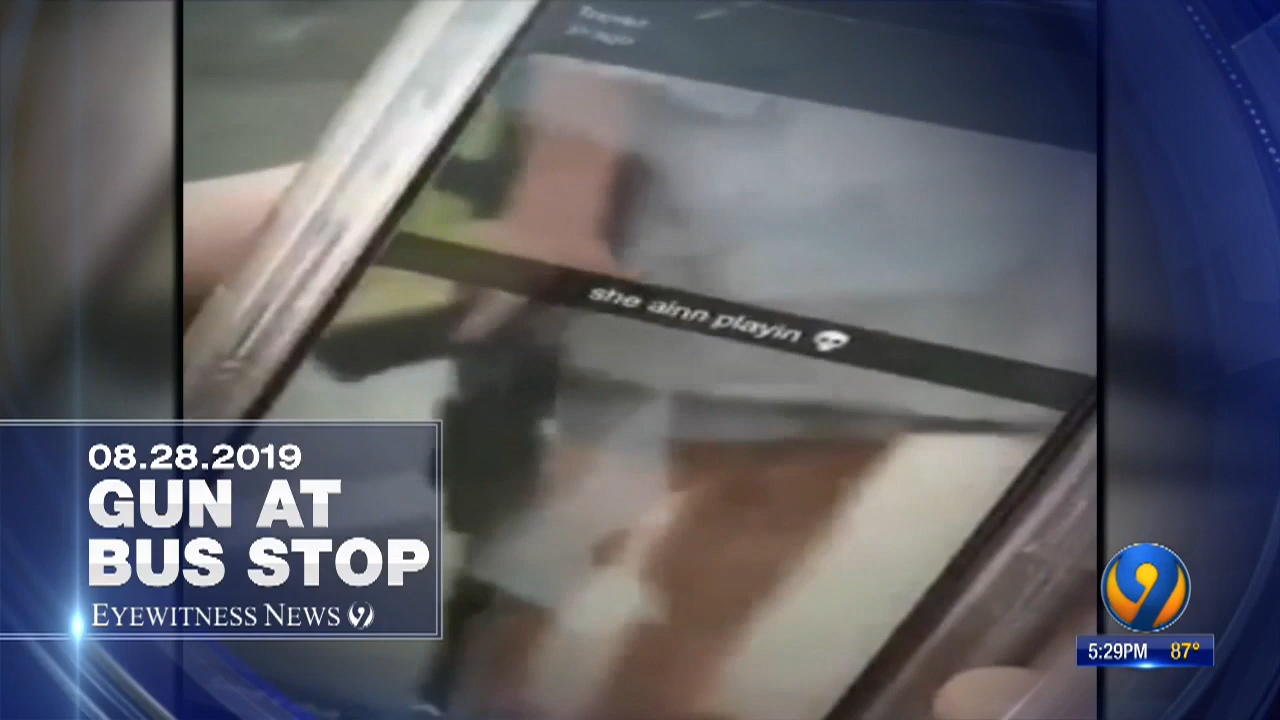 she ainn playin 💀
08.28.2019
GUN AT
BUS STOP
EYEWITNESS NEWS 9
9
5:29PM 87°